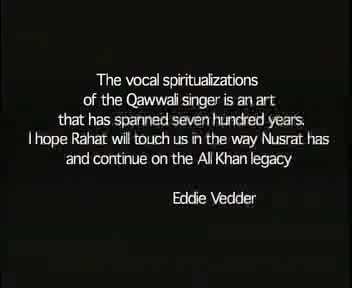 The vocal spiritualizations
of the Qawwali singer is an art
that has spanned seven hundred years.
I hope Rahat will touch us in the way Nusrat has
and continue on the Ali Khan legacy
Eddie Vedder